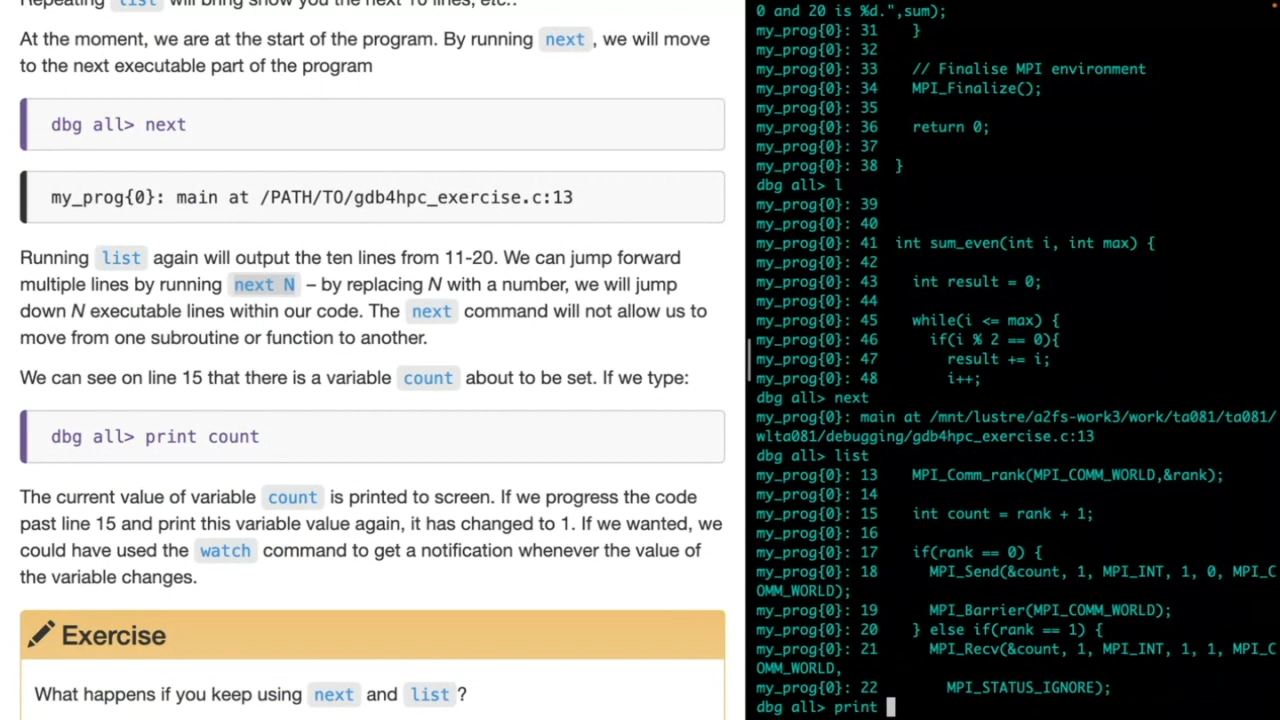 Repeating list will bring show you the next 10 lines, etc..
At the moment, we are at the start of the program. By running next , we will move
to the next executable part of the program
dbg all> next
my_prog{0}: main at /PATH/TO/gdb4hpc_exercise.c:13
Running list again will output the ten lines from 11-20. We can jump forward
multiple lines by running next N – by replacing N with a number, we will jump
down N executable lines within our code. The next command will not allow us to
move from one subroutine or function to another.
We can see on line 15 that there is a variable count about to be set. If we type:
dbg all> print count
The current value of variable count is printed to screen. If we progress the code
past line 15 and print this variable value again, it has changed to 1. If we wanted, we
could have used the watch command to get a notification whenever the value of
the variable changes.
Exercise
What happens if you keep using next and list ?
0 and 20 is %d.",sum);
my_prog{0}: 31 }
my_prog{0}: 32
my_prog{0}: 33 // Finalise MPI environment
my_prog{0}: 34 MPI_Finalize();
my_prog{0}: 35
my_prog{0}: 36 return 0;
my_prog{0}: 37
my_prog{0}: 38 }
dbg all> l
my_prog{0}: 39
my_prog{0}: 40
my_prog{0}: 41 int sum_even(int i, int max) {
my_prog{0}: 42
my_prog{0}: 43 int result = 0;
my_prog{0}: 44
my_prog{0}: 45 while(i <= max) {
my_prog{0}: 46 if(i % 2 == 0){
my_prog{0}: 47 result += i;
my_prog{0}: 48 i++;
dbg all> next
my_prog{0}: main at /mnt/lustre/a2fs-work3/work/ta081/ta081/
wlta081/debugging/gdb4hpc_exercise.c:13
dbg all> list
my_prog{0}: 13 MPI_Comm_rank(MPI_COMM_WORLD,&rank);
my_prog{0}: 14
my_prog{0}: 15 int count = rank + 1;
my_prog{0}: 16
my_prog{0}: 17 if(rank == 0) {
my_prog{0}: 18 MPI_Send(&count, 1, MPI_INT, 1, 0, MPI_C
OMM_WORLD);
my_prog{0}: 19 MPI_Barrier(MPI_COMM_WORLD);
my_prog{0}: 20 } else if(rank == 1) {
my_prog{0}: 21 MPI_Recv(&count, 1, MPI_INT, 1, 1, MPI_C
OMM_WORLD,
my_prog{0}: 22 MPI_STATUS_IGNORE);
dbg all> print